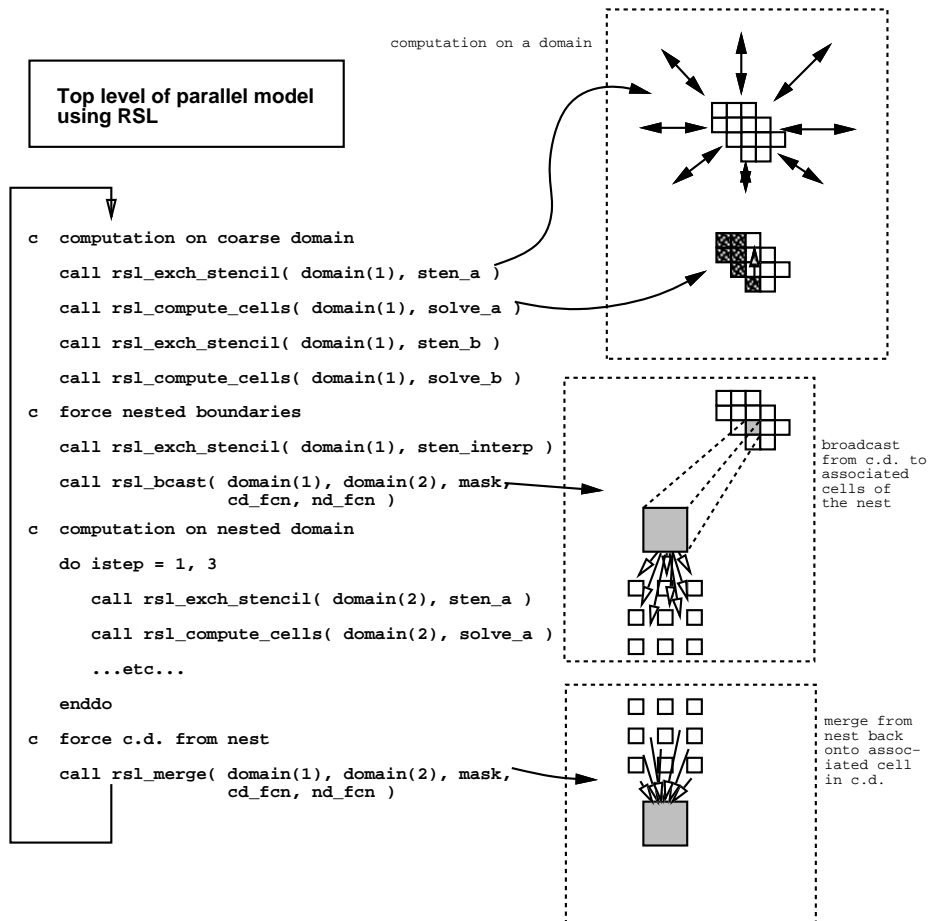 computation on a domain
Top level of parallel model
using RSL
c computation on coarse domain
call rsl_exch_stencil( domain(1), sten_a )
call rsl_compute_cells( domain(1), solve_a )
call rsl_exch_stencil( domain(1), sten_b )
call rsl_compute_cells( domain(1), solve_b )
c force nested boundaries
call rsl_exch_stencil( domain(1), sten_interp )
call rsl_bcast( domain(1), domain(2), mask,
cd_fcn, nd_fcn )
c computation on nested domain
do istep = 1, 3
call rsl_exch_stencil( domain(2), sten_a )
call rsl_compute_cells( domain(2), solve_a )
...etc...
enddo
c force c.d. from nest
call rsl_merge( domain(1), domain(2), mask,
cd_fcn, nd_fcn )
broadcast
from c.d. to
associated
cells of
the nest
merge from
nest back
onto assoc-
iated cell
in c.d.